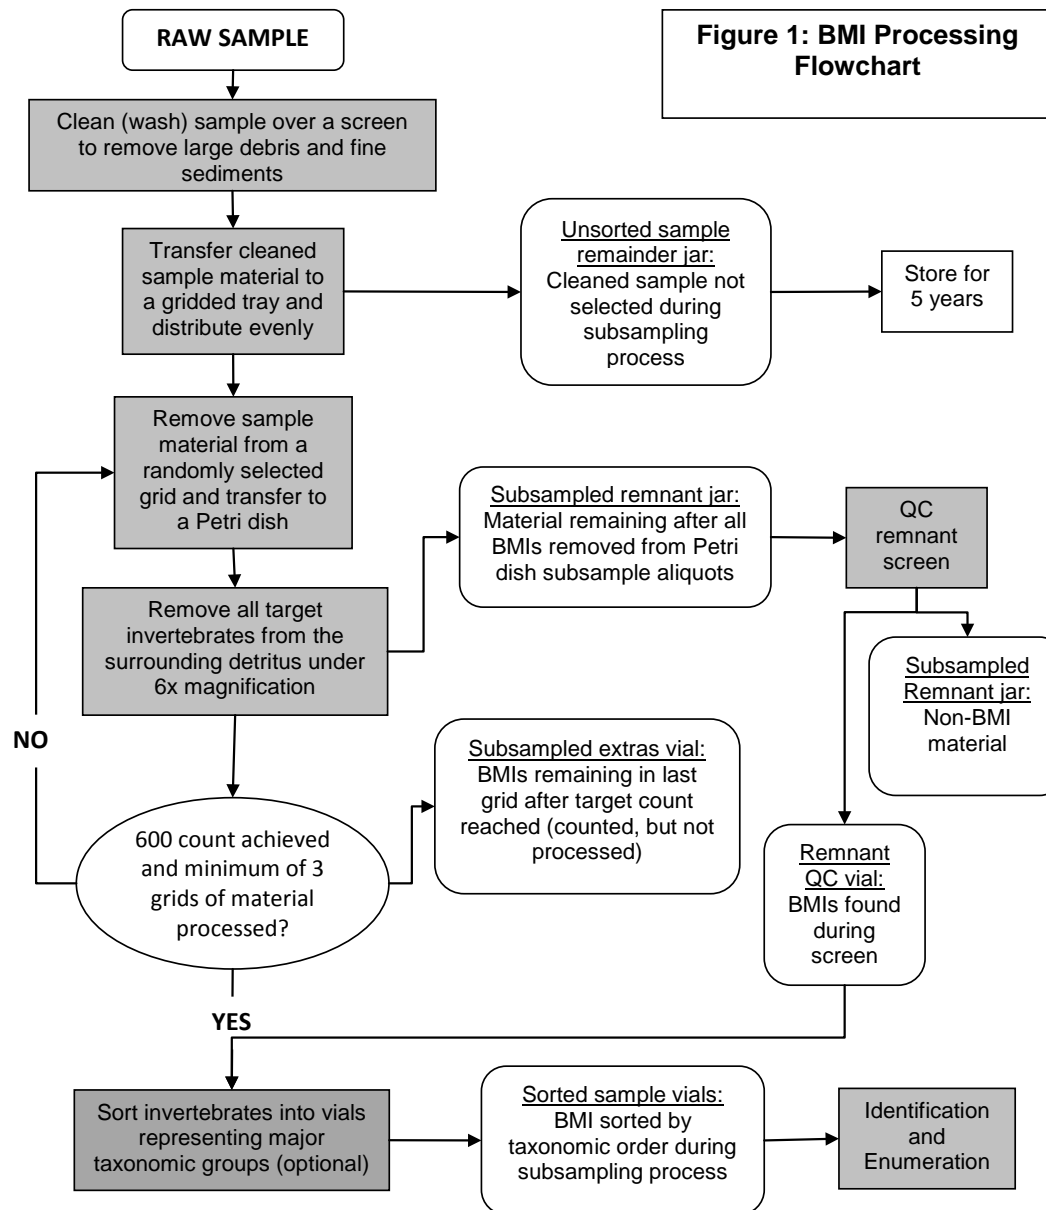 RAW SAMPLE
Figure 1: BMI Processing
Flowchart
Clean (wash) sample over a screen
to remove large debris and fine
sediments
Transfer cleaned
sample material to
a gridded tray and
distribute evenly
Unsorted sample
remainder jar:
Cleaned sample not
selected during
subsampling
process
Store for
5 years
Remove sample
material from a
randomly selected
grid and transfer to
a Petri dish
Subsampled remnant jar:
Material remaining after all
BMIs removed from Petri
dish subsample aliquots
QC
remnant
screen
Remove all target
invertebrates from the
surrounding detritus under
6x magnification
Subsampled
Remnant jar:
Non-BMI
material
NO
Subsampled extras vial:
BMIs remaining in last
grid after target count
reached (counted, but not
processed)
600 count achieved
and minimum of 3
grids of material
processed?
Remnant
QC vial:
BMIs found
during
screen
YES
Sort invertebrates into vials
representing major
taxonomic groups (optional)
Sorted sample vials:
BMI sorted by
taxonomic order during
subsampling process
Identification
and
Enumeration